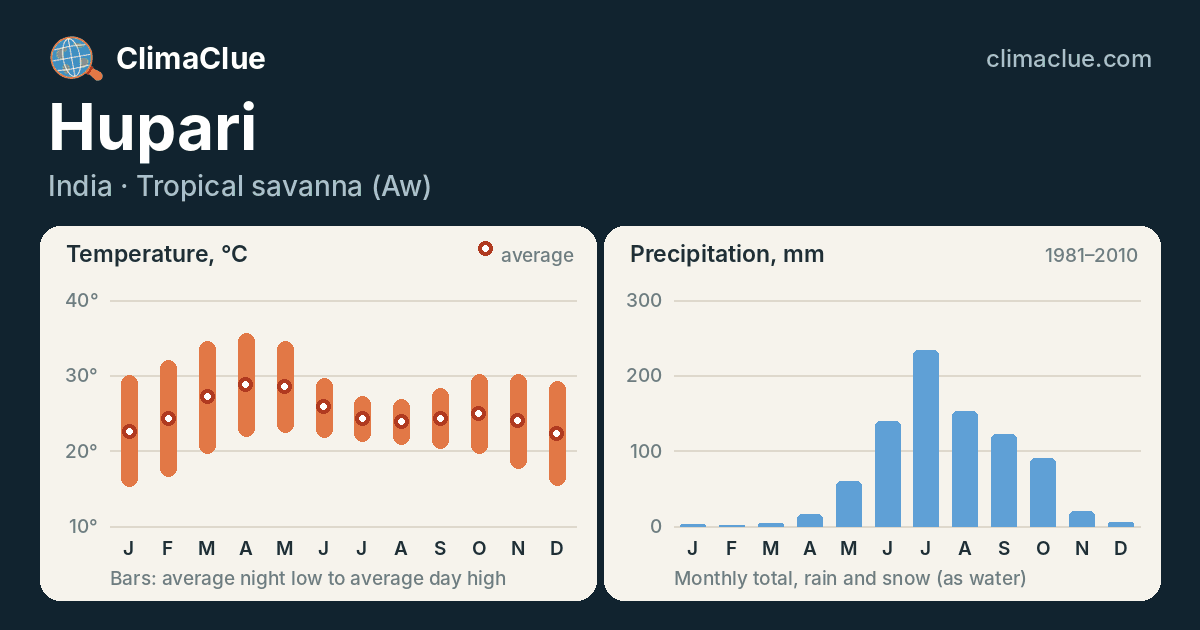 ClimaClue
climaclue.com
Hupari
India · Tropical savanna (Aw)
Temperature, °C
average
40°
30°
20°
10°
J F M A M J J A S O N D
Bars: average night low to average day high
Precipitation, mm
1981–2010
300
200
100
0
J F M A M J J A S O N D
Monthly total, rain and snow (as water)